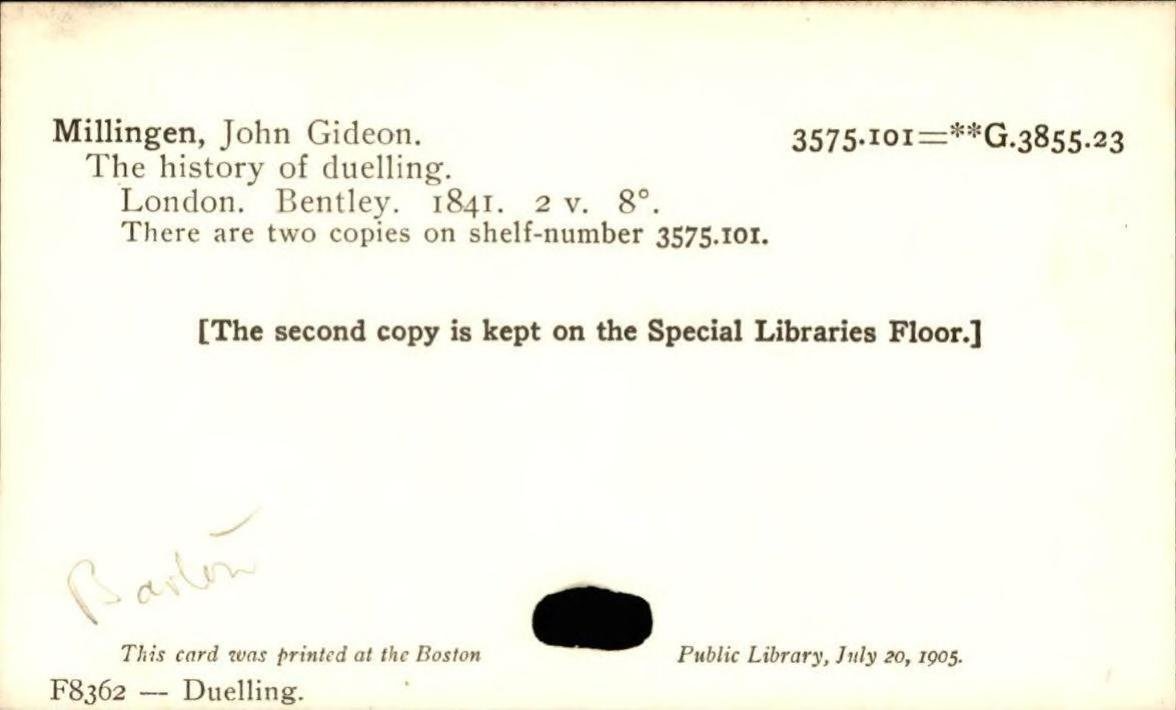 Millingen, John Gideon. 3575.101=**G.3855.23
The history of duelling.
London. Bentley. 1841. 2 v. 8°.
There are two copies on shelf-number 3575.101.
[The second copy is kept on the Special Libraries Floor.]
Barton
This card was printed at the Boston Public Library, July 20, 1905.
F8362 — Duelling.